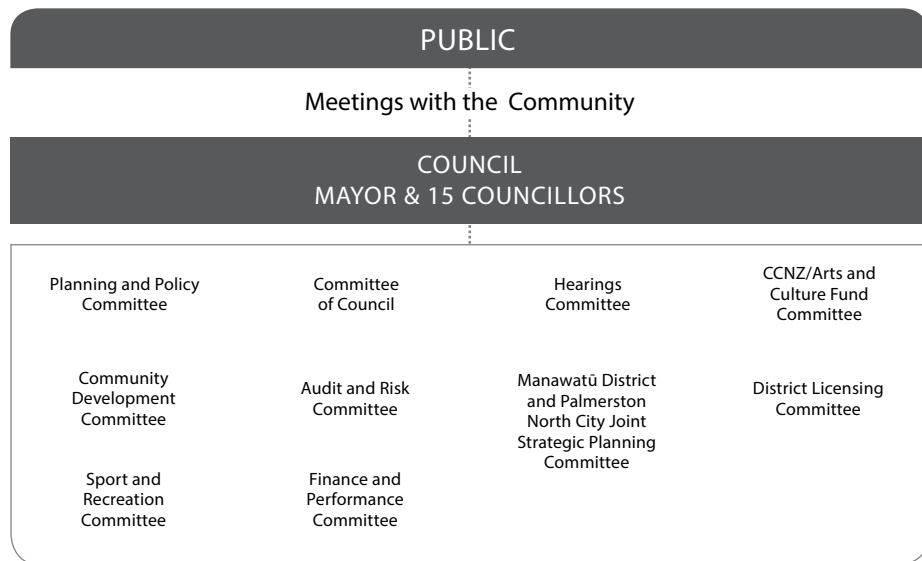 PUBLIC
Meetings with the Community
COUNCIL
MAYOR & 15 COUNCILLORS
Planning and Policy
Committee
Committee
of Council
Hearings
Committee
CCNZ/Arts and
Culture Fund
Committee
Community
Development
Committee
Audit and Risk
Committee
Manawatū District
and Palmerston
North City Joint
Strategic Planning
Committee
District Licensing
Committee
Sport and
Recreation
Committee
Finance and
Performance
Committee